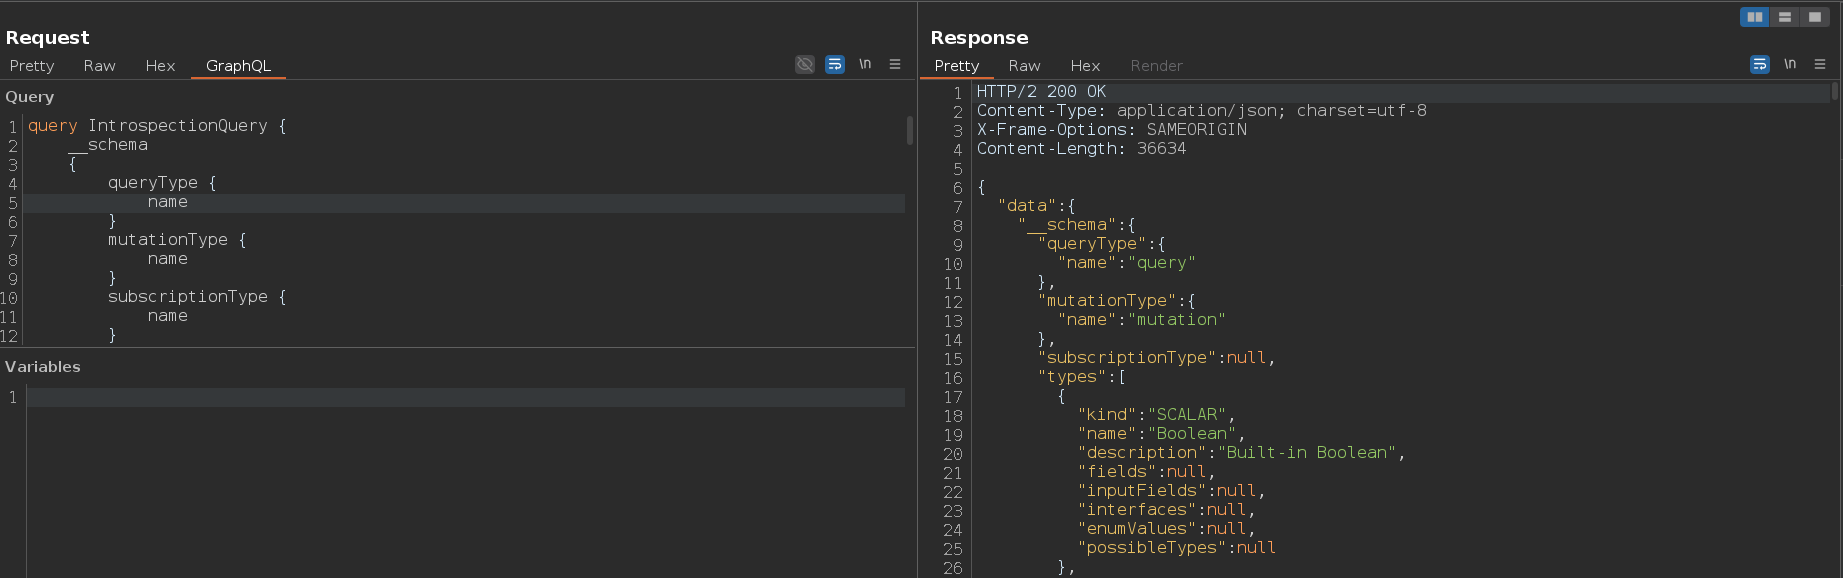 Request
Pretty Raw Hex GraphQL \n
Query
1 query IntrospectionQuery {
2 __schema
3 {
4 queryType {
5 name
6 }
7 mutationType {
8 name
9 }
10 subscriptionType {
11 name
12 }
Variables
1
Response
Pretty Raw Hex Render \n
1 HTTP/2 200 OK
2 Content-Type: application/json; charset=utf-8
3 X-Frame-Options: SAMEORIGIN
4 Content-Length: 36634
5
6 {
7 "data":{
8 "__schema":{
9 "queryType":{
10 "name":"query"
11 },
12 "mutationType":{
13 "name":"mutation"
14 },
15 "subscriptionType":null,
16 "types":[
17 {
18 "kind":"SCALAR",
19 "name":"Boolean",
20 "description":"Built-in Boolean",
21 "fields":null,
22 "inputFields":null,
23 "interfaces":null,
24 "enumValues":null,
25 "possibleTypes":null
26 },